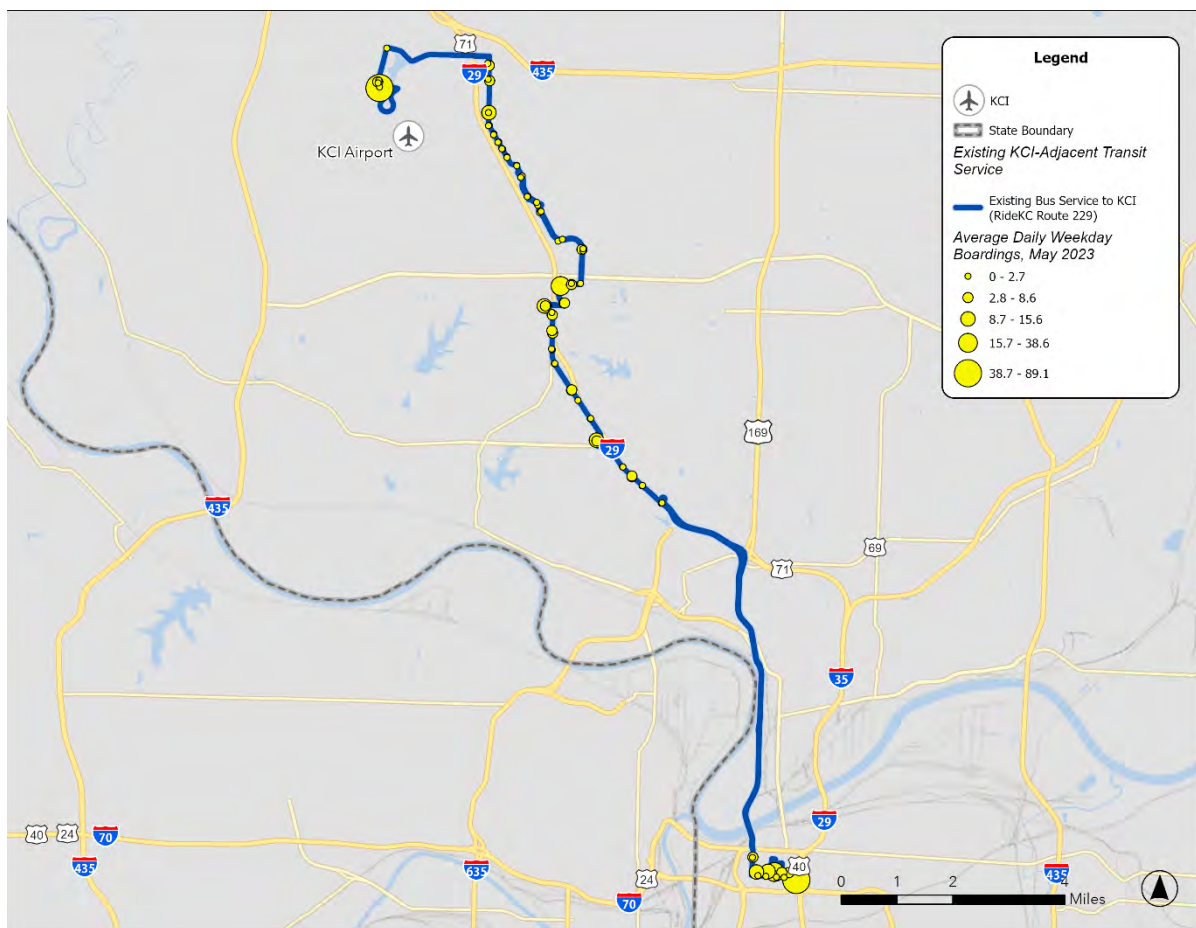 71
29
435
KCI Airport
Legend
KCI
State Boundary
Existing KCI-Adjacent Transit
Service
Existing Bus Service to KCI
(RideKC Route 229)
Average Daily Weekday
Boardings, May 2023
0 - 2.7
2.8 - 8.6
8.7 - 15.6
15.7 - 38.6
38.7 - 89.1
169
29
435
69
71
35
29
40
24
70
435
635
24
70
40
435
0
1
2
4
Miles